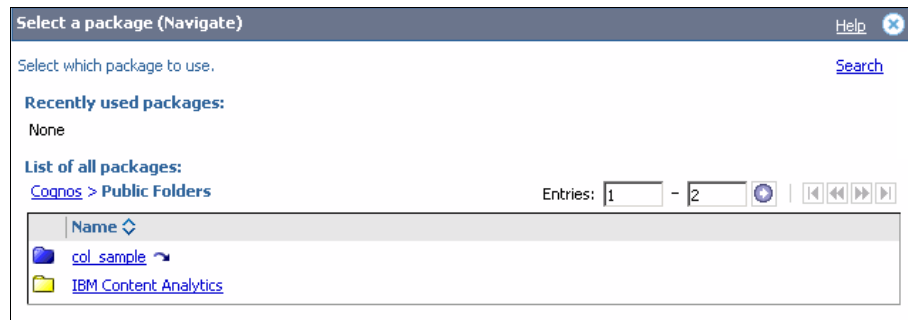 Select a package (Navigate) Help
Select which package to use. Search
Recently used packages:
None
List of all packages:
Cognos > Public Folders Entries: 1 - 2
Name
col_sample
IBM Content Analytics